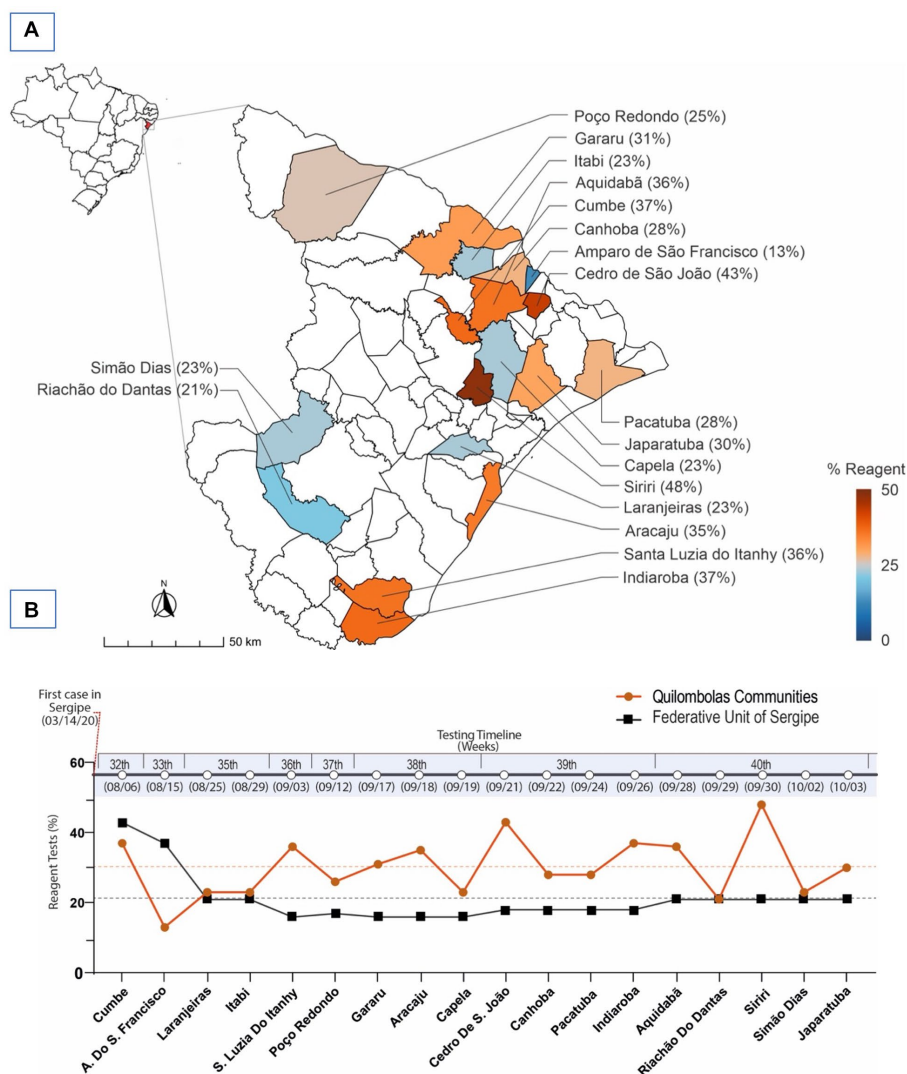 A
Poço Redondo (25%)
Gararu (31%)
Itabi (23%)
Aquidabã (36%)
Cumbe (37%)
Canhoba (28%)
Amparo de São Francisco (13%)
Cedro de São João (43%)
Simão Dias (23%)
Riachão do Dantas (21%)
Pacatuba (28%)
Japaratuba (30%)
Capela (23%)
Siriri (48%)
Laranjeiras (23%)
Aracaju (35%)
Santa Luzia do Itanhy (36%)
Indiaroba (37%)
% Reagent
50
25
0
N
50 km
B
First case in
Sergipe
(03/14/20)
Quilombolas Communities
Federative Unit of Sergipe
Testing Timeline
(Weeks)
32th 33th 35th 36th 37th 38th 39th 40th
(08/06) (08/15) (08/25) (08/29) (09/03) (09/12) (09/17) (09/18) (09/19) (09/21) (09/22) (09/24) (09/26) (09/28) (09/29) (09/30) (10/02) (10/03)
Reagent Tests (%)
60
40
20
0
Cumbe
A. Do S. Francisco
Laranjeiras
Itabi
S. Luzia Do Itanhy
Poço Redondo
Gararu
Aracaju
Capela
Cedro De S. João
Canhoba
Pacatuba
Indiaroba
Aquidabã
Riachão Do Dantas
Siriri
Simão Dias
Japaratuba